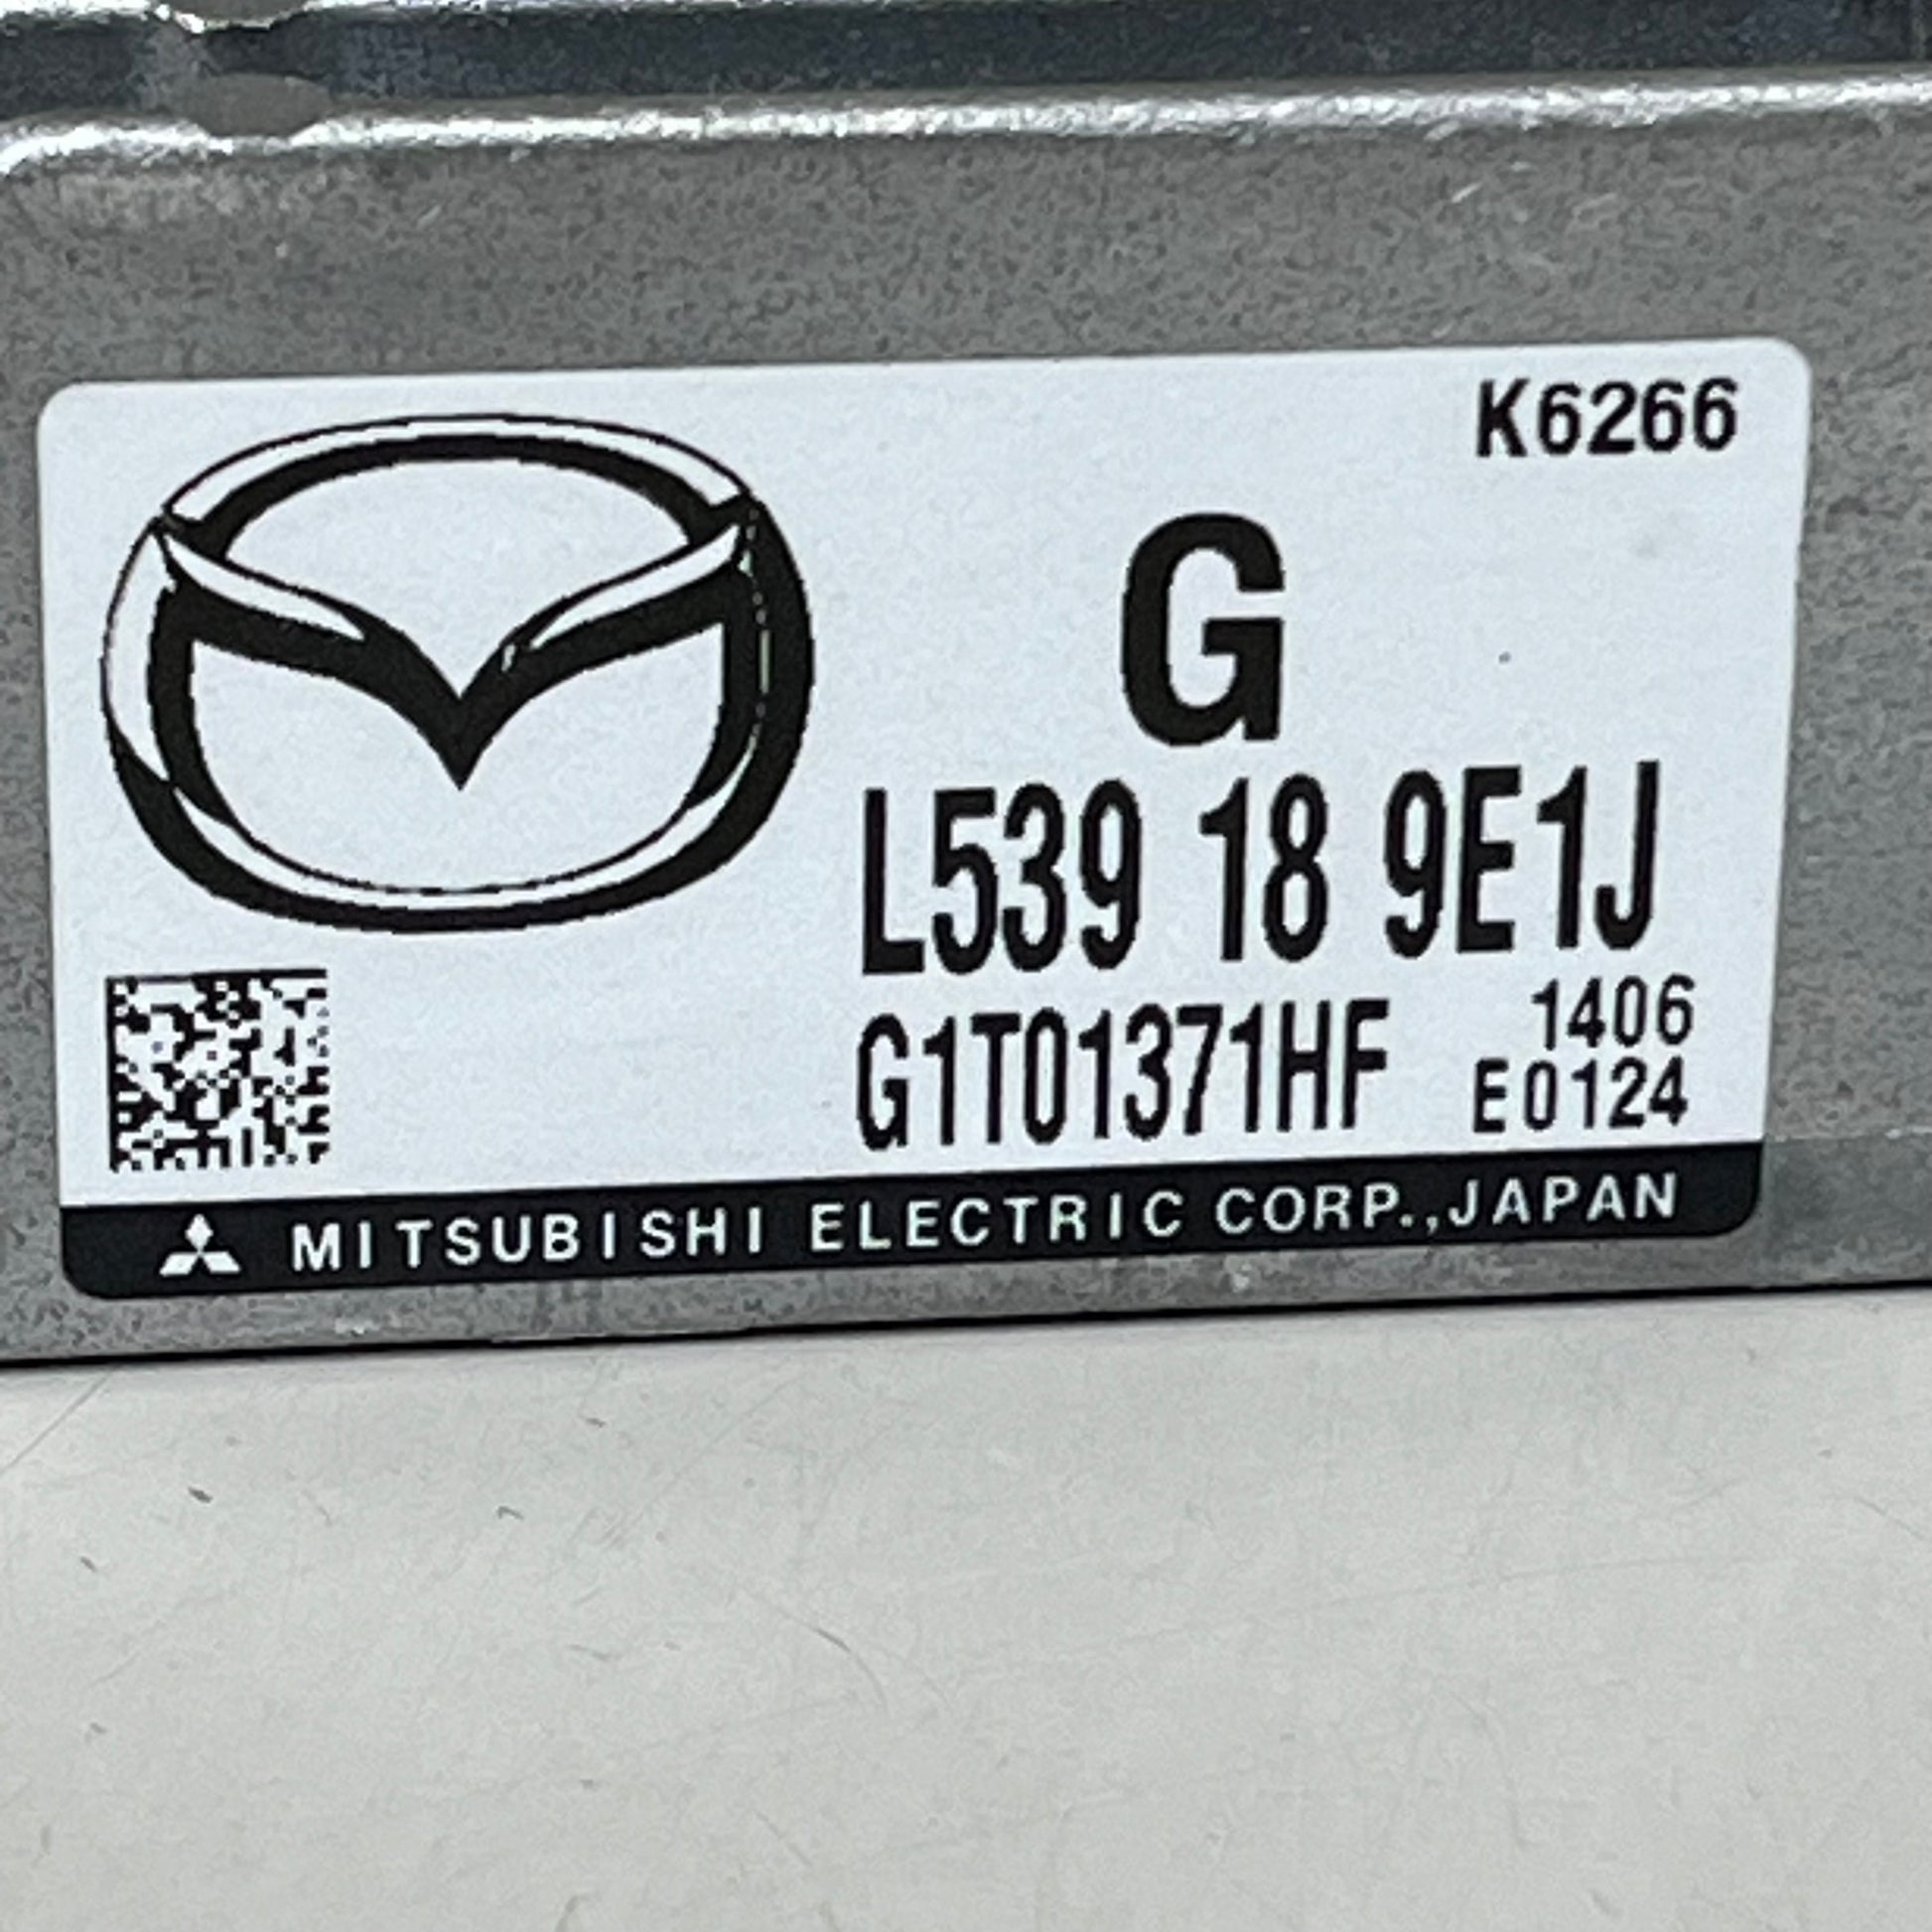 K6266
G
L539 18 9E1J
G1T01371HF 1406
E0124
MITSUBISHI ELECTRIC CORP.,JAPAN